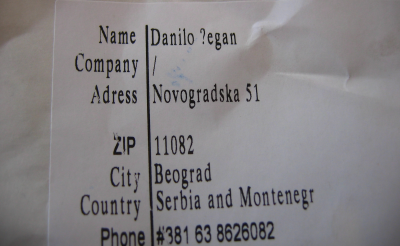 Name Danilo ?egan
Company /
Adress Novogradska 51
ZIP 11082
City Beograd
Country Serbia and Montenegr
Phone #381 63 8626082